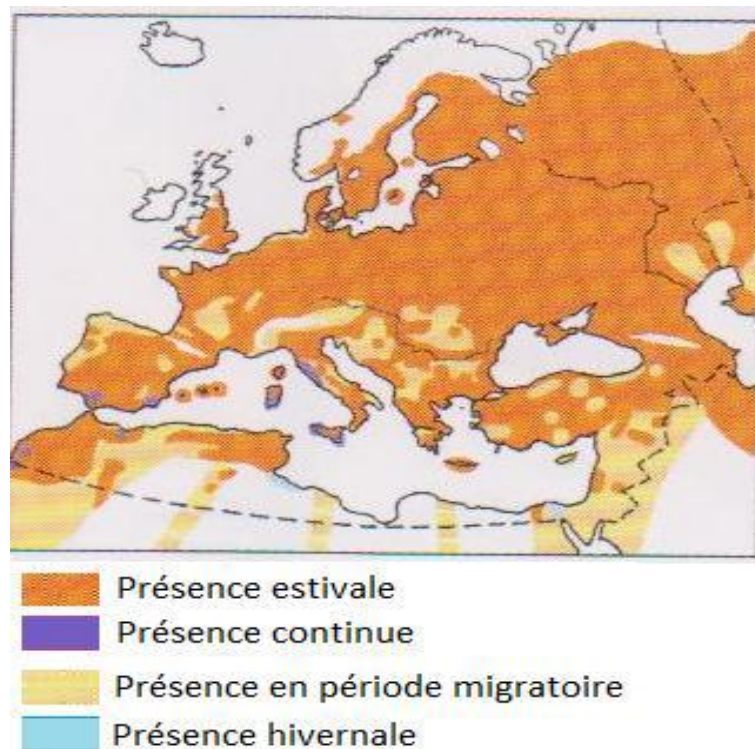 Présence estivale
Présence continue
Présence en période migratoire
Présence hivernale